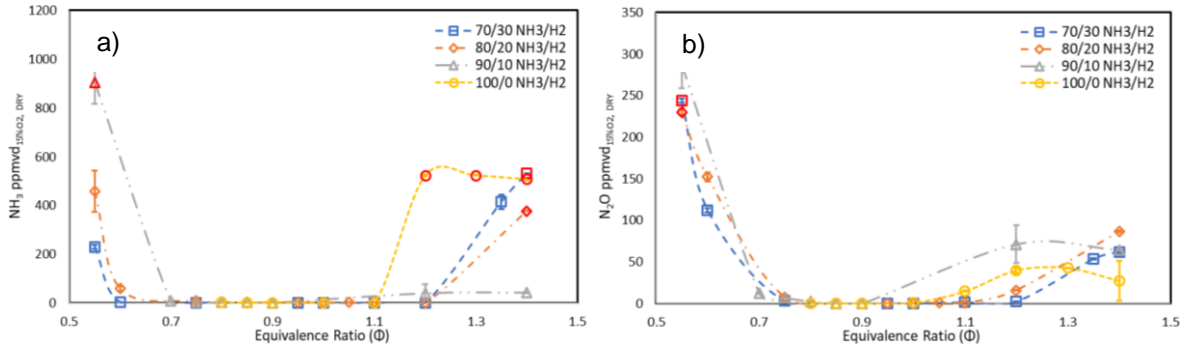 a)
70/30 NH3/H2
80/20 NH3/H2
90/10 NH3/H2
100/0 NH3/H2
NH₃ ppmvd₁₅%O₂, DRY
1200
1000
800
600
400
200
0
0.5 0.7 0.9 1.1 1.3 1.5
Equivalence Ratio (Φ)
b)
70/30 NH3/H2
80/20 NH3/H2
90/10 NH3/H2
100/0 NH3/H2
N₂O ppmvd₁₅%O₂, DRY
350
300
250
200
150
100
50
0
0.5 0.7 0.9 1.1 1.3 1.5
Equivalence Ratio (Φ)